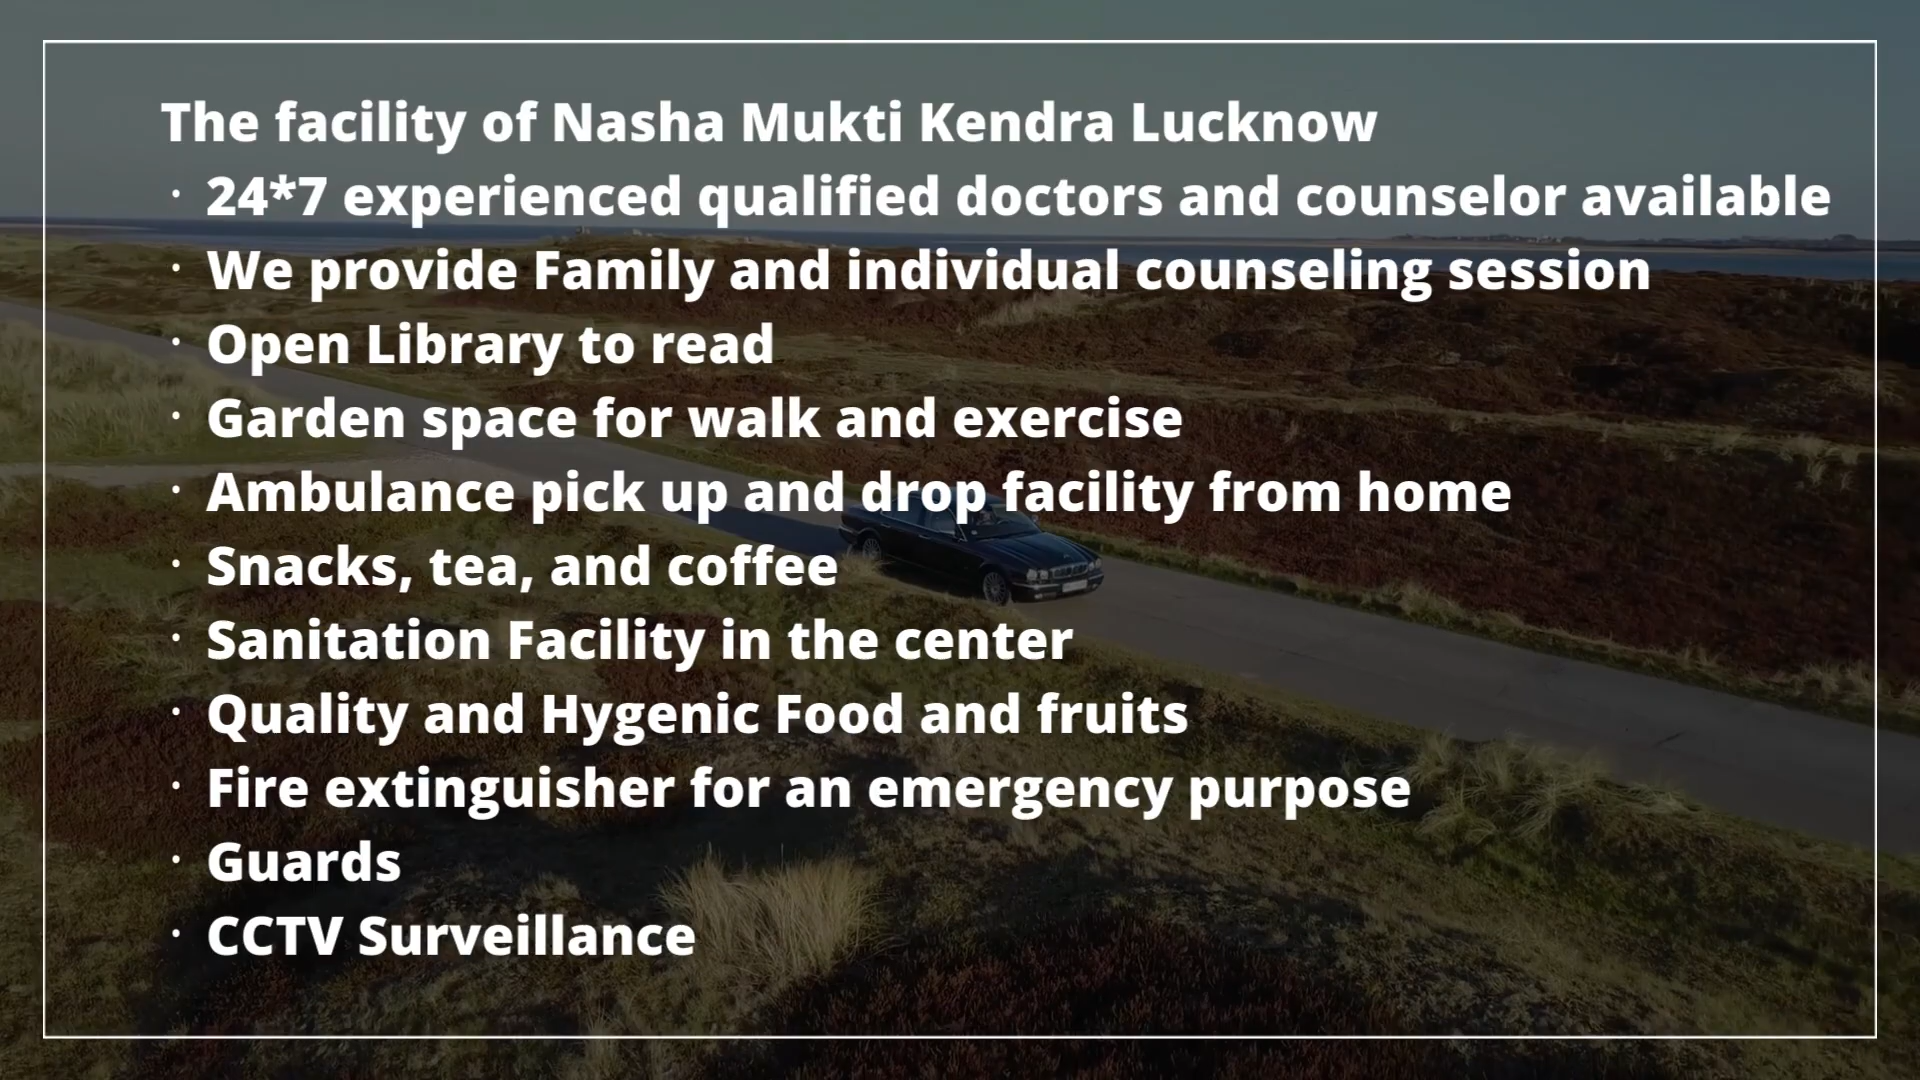 The facility of Nasha Mukti Kendra Lucknow
· 24*7 experienced qualified doctors and counselor available
· We provide Family and individual counseling session
· Open Library to read
· Garden space for walk and exercise
· Ambulance pick up and drop facility from home
· Snacks, tea, and coffee
· Sanitation Facility in the center
· Quality and Hygenic Food and fruits
· Fire extinguisher for an emergency purpose
· Guards
· CCTV Surveillance